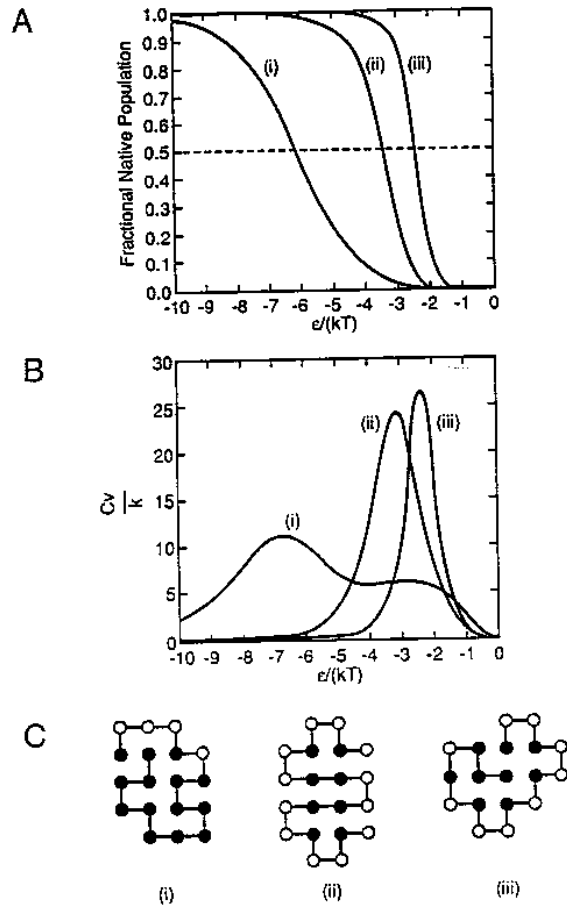 A
Fractional Native Population
1.0
0.9
0.8
0.7
0.6
0.5
0.4
0.3
0.2
0.1
0.0
(i)
(ii)
(iii)
-10 -9 -8 -7 -6 -5 -4 -3 -2 -1 0
ε/(kT)
B
Cv
k
30
25
20
15
10
5
0
(i)
(ii)
(iii)
-10 -9 -8 -7 -6 -5 -4 -3 -2 -1 0
ε/(kT)
C
(i) (ii) (iii)